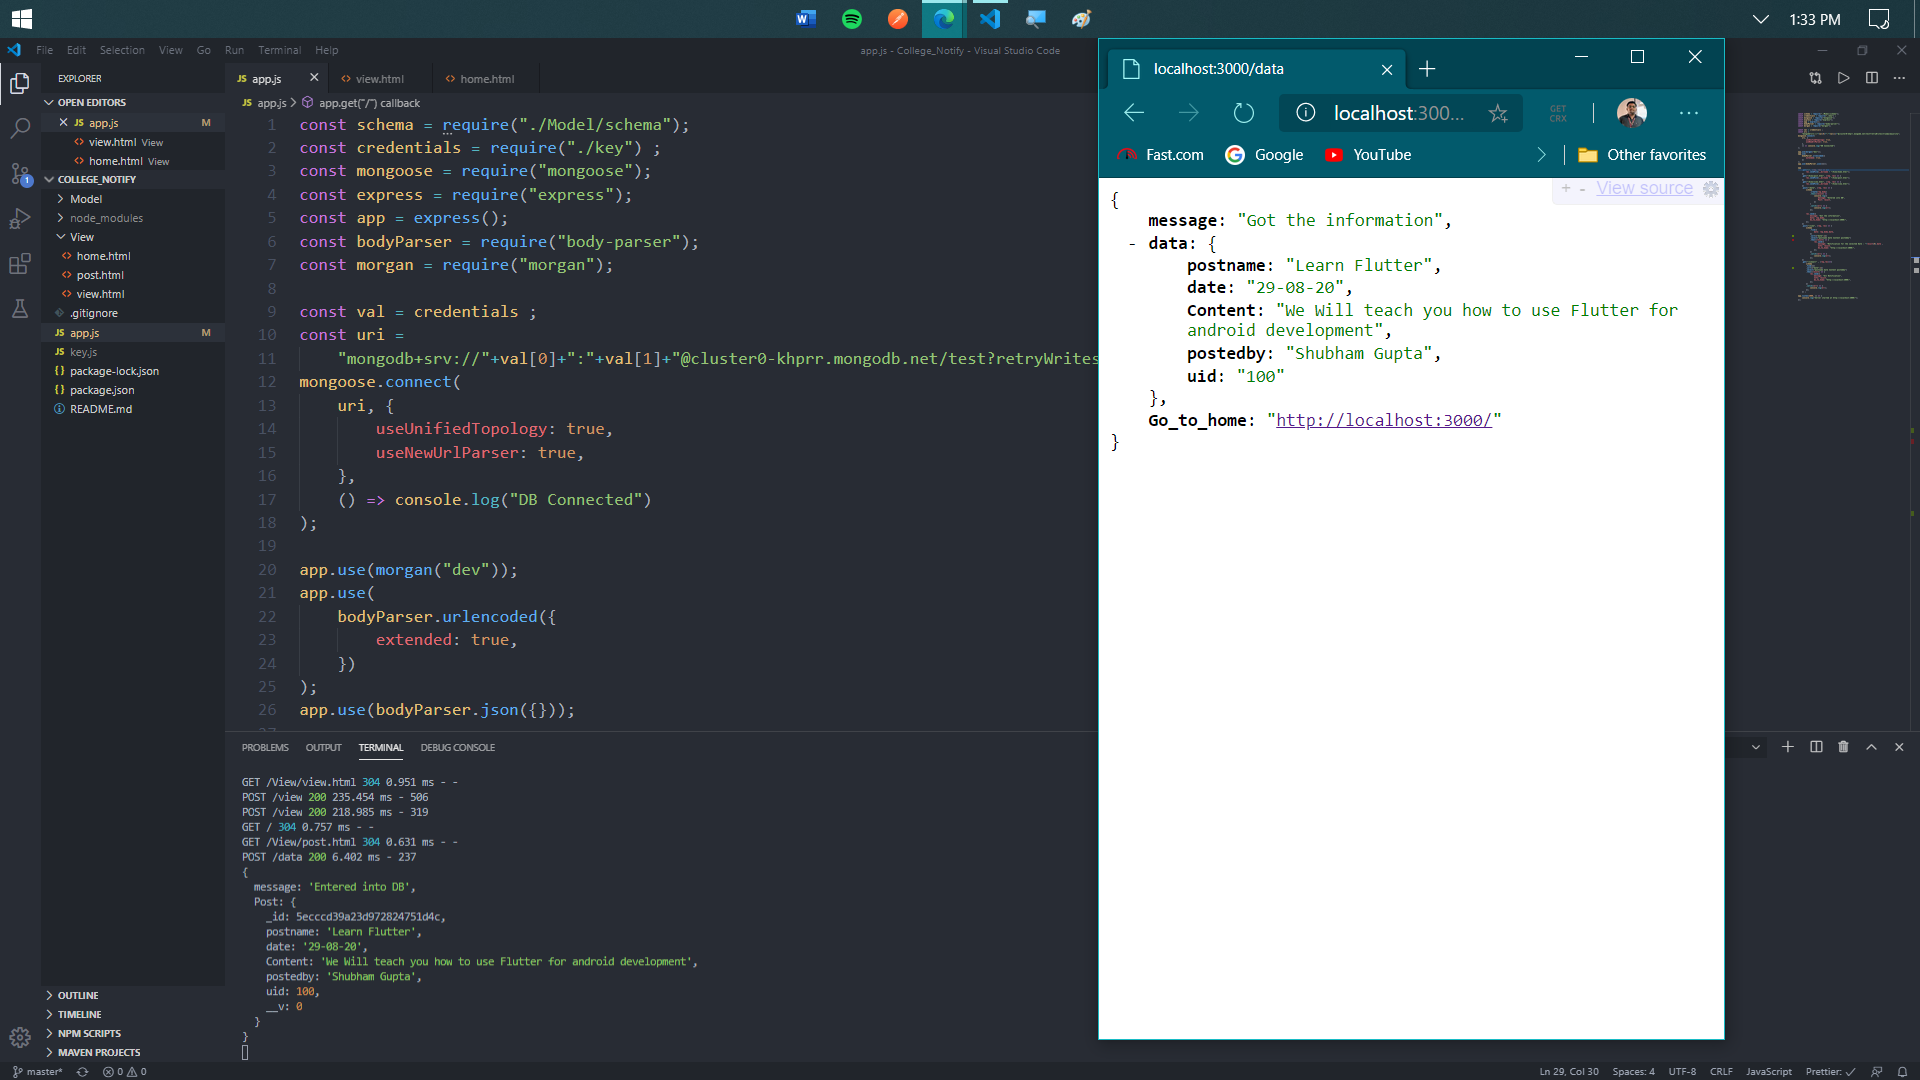 1:33 PM
File Edit Selection View Go Run Terminal Help
app.js - College_Notify - Visual Studio Code
EXPLORER
OPEN EDITORS
app.js M
view.html View
home.html View
COLLEGE_NOTIFY
Model
node_modules
View
home.html
post.html
view.html
.gitignore
JS app.js M
JS key.js
{} package-lock.json
{} package.json
README.md
OUTLINE
TIMELINE
NPM SCRIPTS
MAVEN PROJECTS
JS app.js
view.html
home.html
JS app.js > app.get("/") callback
1 const schema = require("./Model/schema");
2 const credentials = require("./key") ;
3 const mongoose = require("mongoose");
4 const express = require("express");
5 const app = express();
6 const bodyParser = require("body-parser");
7 const morgan = require("morgan");
8
9 const val = credentials ;
10 const uri =
11 "mongodb+srv://"+val[0]+":"+val[1]+"@cluster0-khprr.mongodb.net/test?retryWrites
12 mongoose.connect(
13 uri, {
14 useUnifiedTopology: true,
15 useNewUrlParser: true,
16 },
17 () => console.log("DB Connected")
18 );
19
20 app.use(morgan("dev"));
21 app.use(
22 bodyParser.urlencoded({
23 extended: true,
24 })
25 );
26 app.use(bodyParser.json({}));
PROBLEMS OUTPUT TERMINAL DEBUG CONSOLE
GET /View/view.html 304 0.951 ms - -
POST /view 200 235.454 ms - 506
POST /view 200 218.985 ms - 319
GET / 304 0.757 ms - -
GET /View/post.html 304 0.631 ms - -
POST /data 200 6.402 ms - 237
{
message: 'Entered into DB',
Post: {
_id: 5ecccd39a23d972824751d4c,
postname: 'Learn Flutter',
date: '29-08-20',
Content: 'We Will teach you how to use Flutter for android development',
postedby: 'Shubham Gupta',
uid: 100,
__v: 0
}
}
localhost:3000/data
localhost:300...
GET CRX
Fast.com Google YouTube Other favorites
+ - View source
{
message: "Got the information",
- data: {
postname: "Learn Flutter",
date: "29-08-20",
Content: "We Will teach you how to use Flutter for
android development",
postedby: "Shubham Gupta",
uid: "100"
},
Go_to_home: "http://localhost:3000/"
}
master* 0 0
Ln 29, Col 30 Spaces: 4 UTF-8 CRLF JavaScript Prettier: ✓